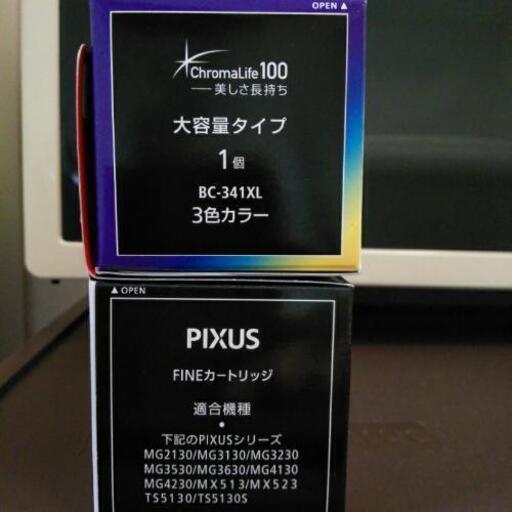 OPEN ▲
ChromaLife100
── 美しさ長持ち
大容量タイプ
1個
BC-341XL
3色カラー
▲ OPEN
PIXUS
FINEカートリッジ
適合機種
●
下記のPIXUSシリーズ
MG2130/MG3130/MG3230
MG3530/MG3630/MG4130
MG4230/MX513/MX523
TS5130/TS5130S